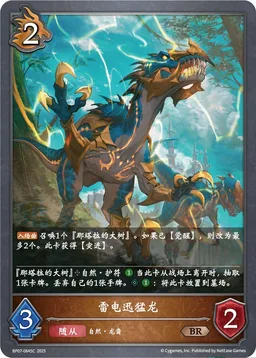 2
入场曲 召唤1个『那塔拉的大树』。如果已【觉醒】，则改为最
多2个。此卡获得【突进】。
『那塔拉的大树』自然·护符 1 当此卡从战场上离开时，抽取
1张卡牌。丢弃自己的1张手牌。 1：将此卡放置到墓场。
雷电迅猛龙
3
随从
自然·龙裔
BR
2
BP07-084SC 2025
© Cygames, Inc. Published by NetEase Games